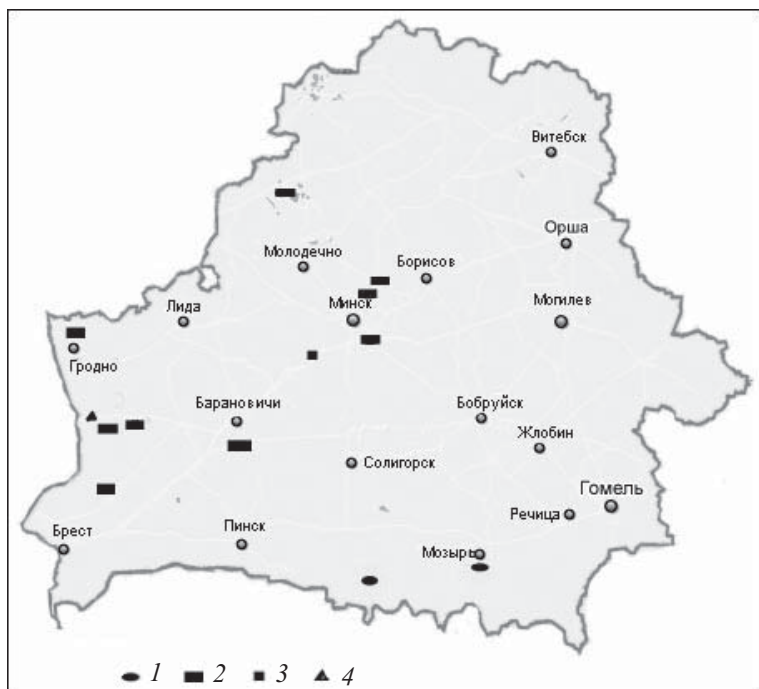 Витебск
Орша
Молодечно
Борисов
Минск
Могилев
Лида
Гродно
Барановичи
Бобруйск
Жлобин
Солигорск
Гомель
Речица
Брест
Пинск
Мозырь
1 2 3 4